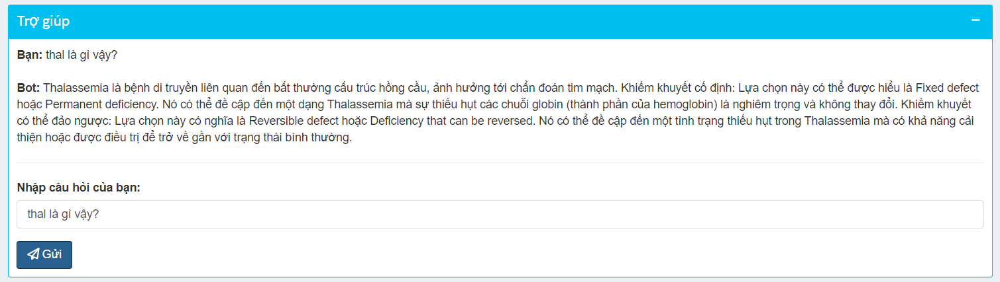 Trợ giúp
Bạn: thal là gì vậy?
Bot: Thalassemia là bệnh di truyền liên quan đến bất thường cấu trúc hồng cầu, ảnh hưởng tới chẩn đoán tim mạch. Khiếm khuyết cố định: Lựa chọn này có thể được hiểu là Fixed defect
hoặc Permanent deficiency. Nó có thể đề cập đến một dạng Thalassemia mà sự thiếu hụt các chuỗi globin (thành phần của hemoglobin) là nghiêm trọng và không thay đổi. Khiếm khuyết
có thể đảo ngược: Lựa chọn này có nghĩa là Reversible defect hoặc Deficiency that can be reversed. Nó có thể đề cập đến một tình trạng thiếu hụt trong Thalassemia mà có khả năng cải
thiện hoặc được điều trị để trở về gần với trạng thái bình thường.
Nhập câu hỏi của bạn:
thal là gì vậy?
Gửi